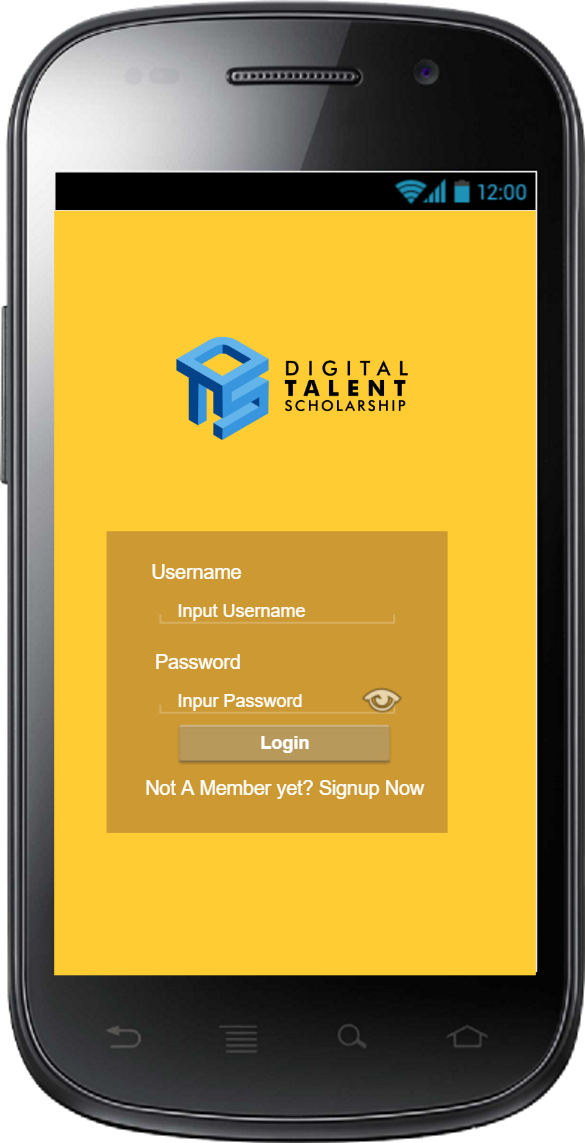 12:00
DIGITAL
TALENT
SCHOLARSHIP
Username
Input Username
Password
Inpur Password
Login
Not A Member yet? Signup Now